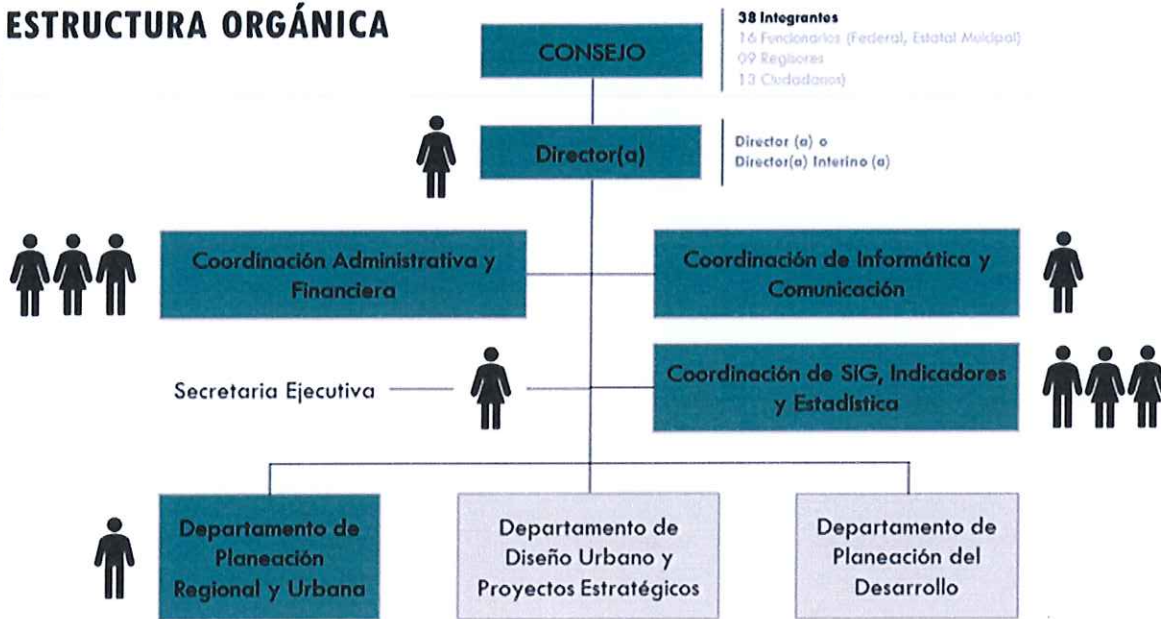 ESTRUCTURA ORGÁNICA
CONSEJO
38 Integrantes
16 Funcionarios (Federal, Estatal Muicipal)
09 Regisores
13 Ciudadanos)
Director(a)
Director (a) o
Director(a) Interino (a)
Coordinación Administrativa y
Financiera
Coordinación de Informática y
Comunicación
Secretaria Ejecutiva
Coordinación de SIG, Indicadores
y Estadística
Departamento de
Planeación
Regional y Urbana
Departamento de
Diseño Urbano y
Proyectos Estratégicos
Departamento de
Planeación del
Desarrollo